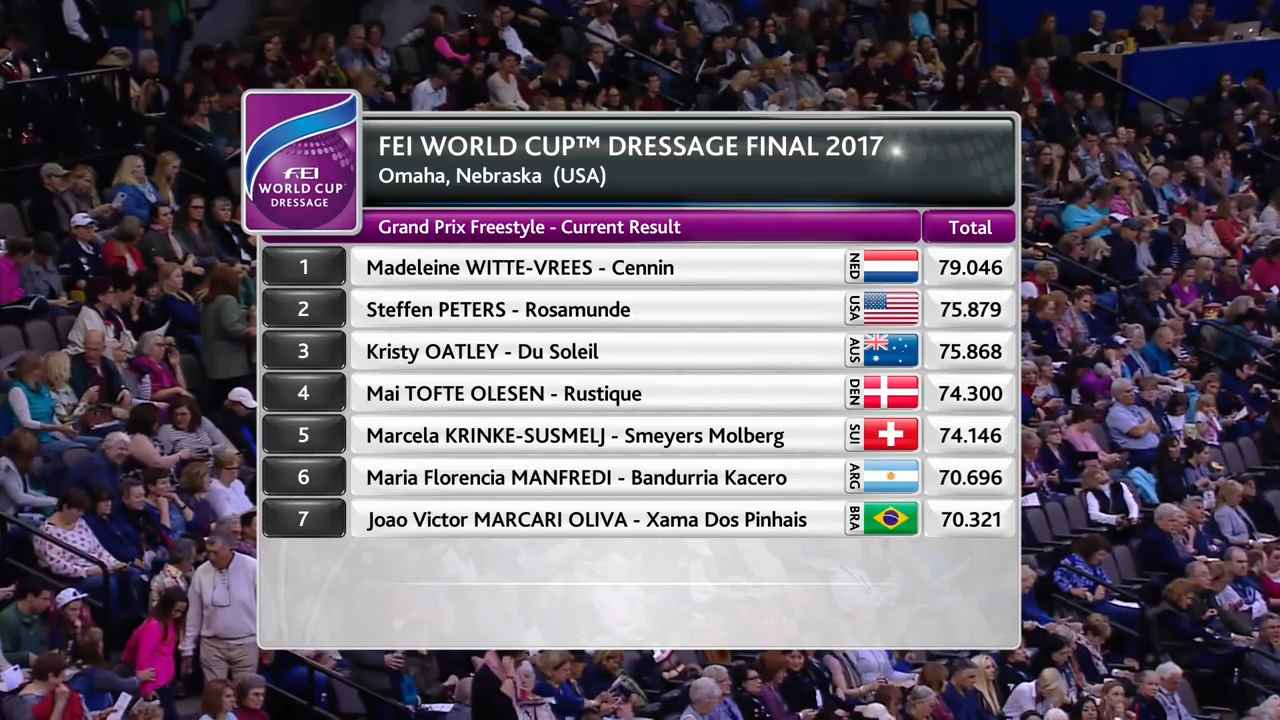 FEI
WORLD CUP™
DRESSAGE
FEI WORLD CUP™ DRESSAGE FINAL 2017
Omaha, Nebraska (USA)
Grand Prix Freestyle - Current Result Total
1 Madeleine WITTE-VREES - Cennin NED 79.046
2 Steffen PETERS - Rosamunde USA 75.879
3 Kristy OATLEY - Du Soleil AUS 75.868
4 Mai TOFTE OLESEN - Rustique DEN 74.300
5 Marcela KRINKE-SUSMELJ - Smeyers Molberg SUI 74.146
6 Maria Florencia MANFREDI - Bandurria Kacero ARG 70.696
7 Joao Victor MARCARI OLIVA - Xama Dos Pinhais BRA 70.321